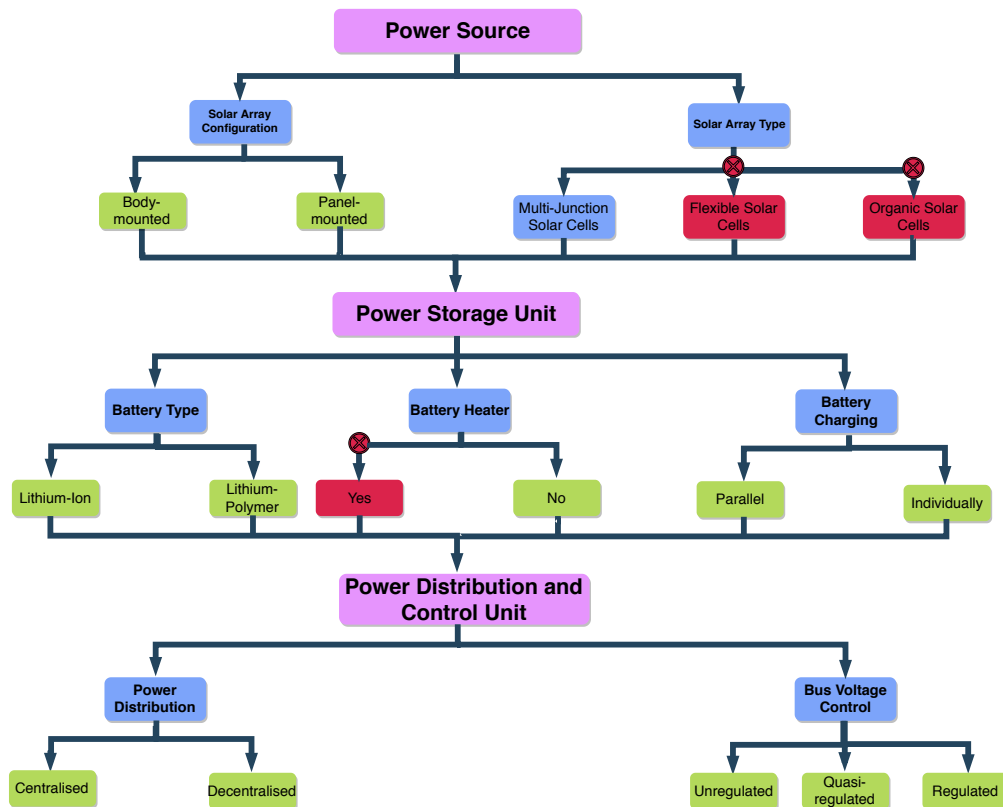 Power Source
Solar Array
Configuration
Solar Array Type
Body-
mounted
Panel-
mounted
Multi-Junction
Solar Cells
Flexible Solar
Cells
Organic Solar
Cells
Power Storage Unit
Battery Type
Battery Heater
Battery
Charging
Lithium-Ion
Lithium-
Polymer
Yes
No
Parallel
Individually
Power Distribution and
Control Unit
Power
Distribution
Bus Voltage
Control
Centralised
Decentralised
Unregulated
Quasi-
regulated
Regulated